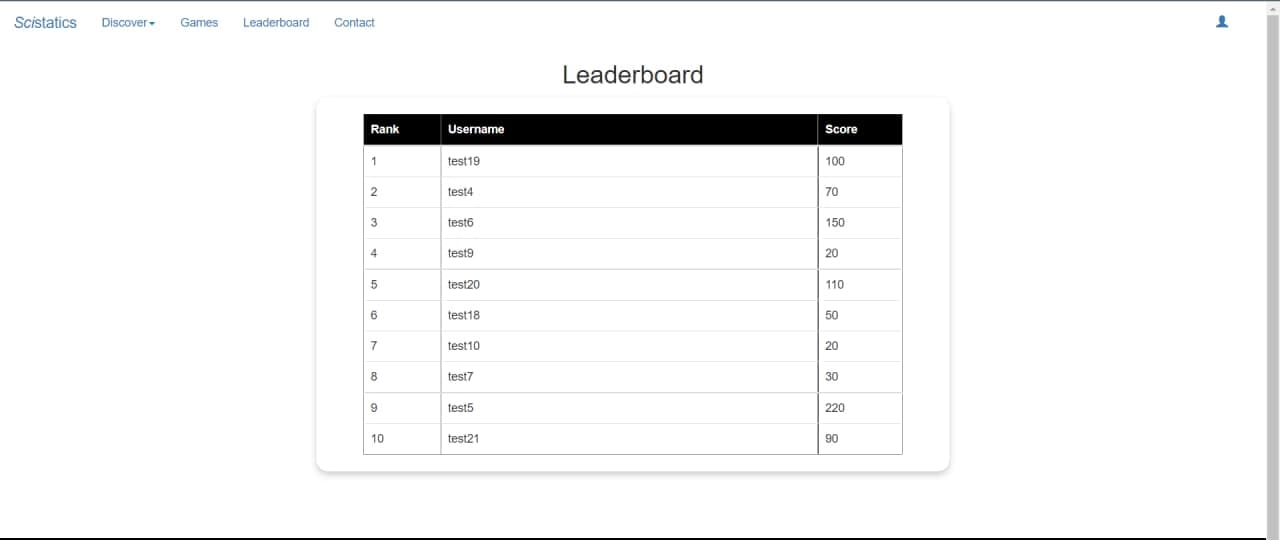 Scistatics Discover Games Leaderboard Contact
Leaderboard
Rank Username Score
1 test19 100
2 test4 70
3 test6 150
4 test9 20
5 test20 110
6 test18 50
7 test10 20
8 test7 30
9 test5 220
10 test21 90